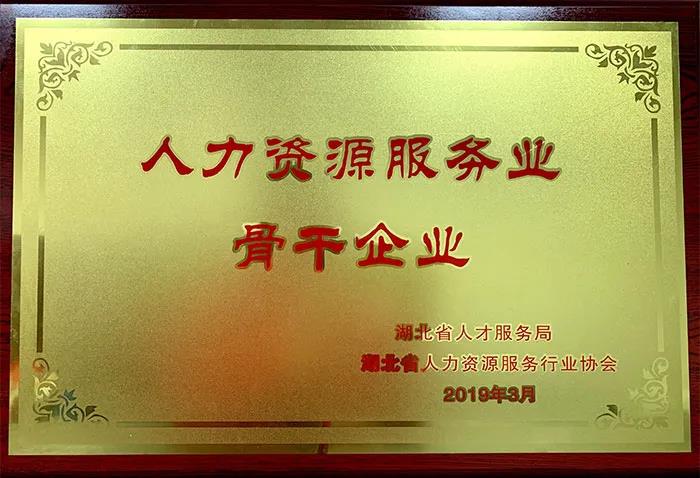 人力资源服务业
骨干企业
湖北省人才服务局
湖北省人力资源服务行业协会
2019年3月